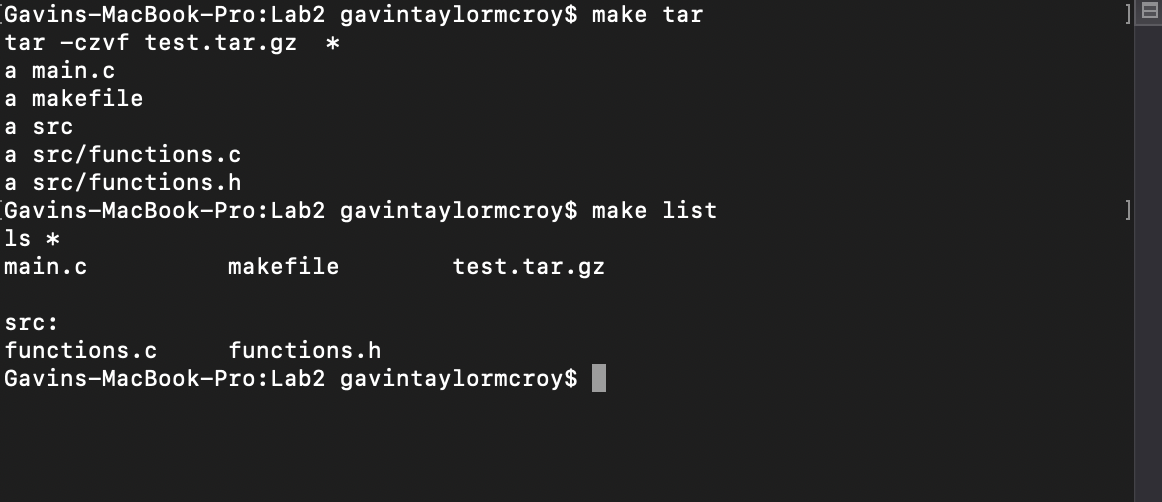 [Gavins-MacBook-Pro:Lab2 gavintaylormcroy$ make tar ]
tar -czvf test.tar.gz  *
a main.c
a makefile
a src
a src/functions.c
a src/functions.h
[Gavins-MacBook-Pro:Lab2 gavintaylormcroy$ make list ]
ls *
main.c          makefile        test.tar.gz

src:
functions.c     functions.h
Gavins-MacBook-Pro:Lab2 gavintaylormcroy$